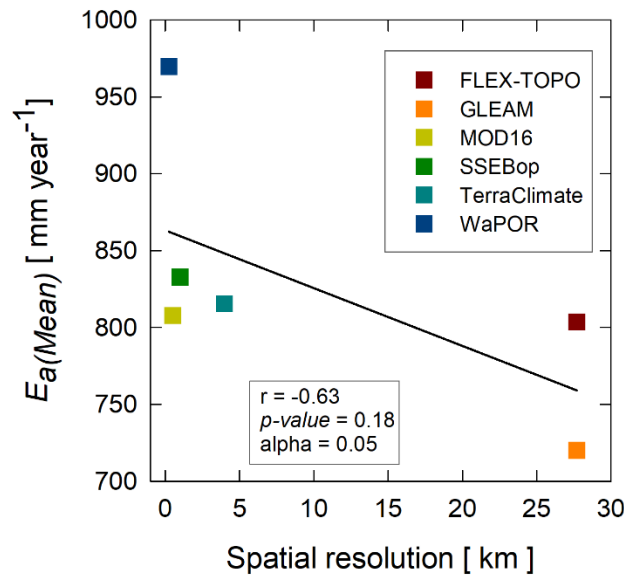 1000
950
900
850
800
750
700
Ea(Mean) [ mm year-1 ]
FLEX-TOPO
GLEAM
MOD16
SSEBop
TerraClimate
WaPOR
r = -0.63
p-value = 0.18
alpha = 0.05
0 5 10 15 20 25 30
Spatial resolution [ km ]